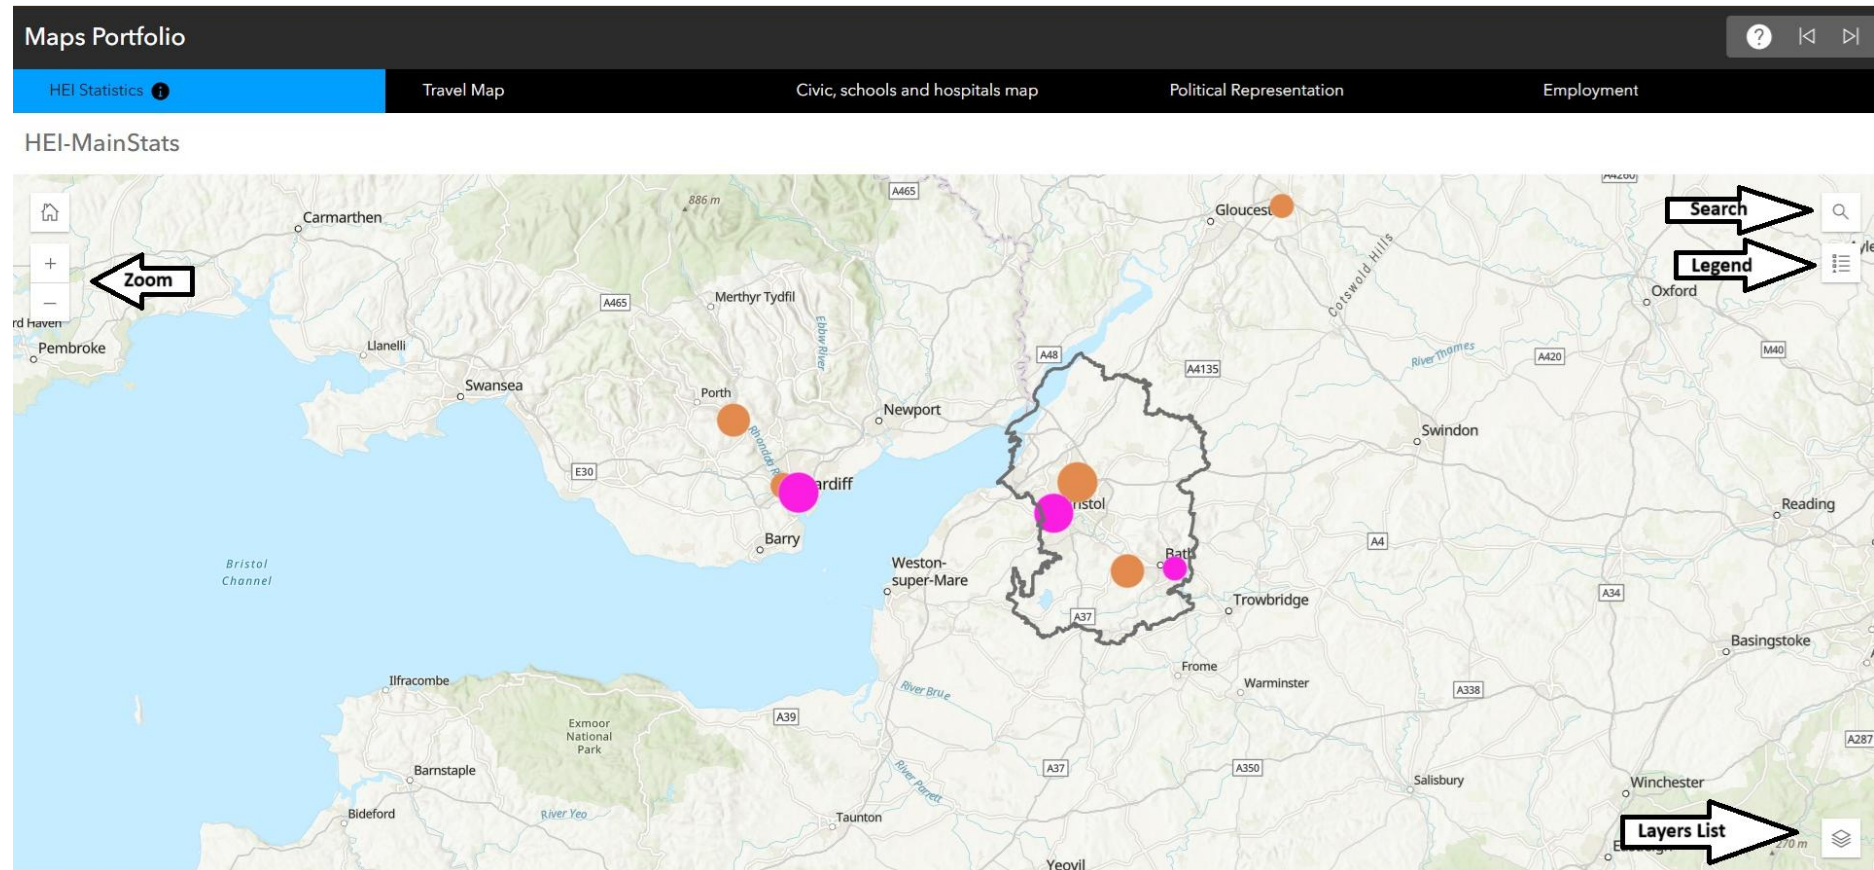 Maps Portfolio
HEI Statistics
Travel Map
Civic, schools and hospitals map
Political Representation
Employment
HEI-MainStats
Search
Legend
Zoom
Layers List
Carmarthen
886 m
A465
Gloucest
Cotswold Hills
Oxford
Merthyr Tydfil
A465
Ebbw River
rd Haven
Pembroke
Llanelli
Swansea
A48
A4135
River Thames
A420
M40
Porth
Newport
Swindon
E30
ardiff
istol
Reading
Barry
A4
Bath
Bristol
Channel
Weston-
super-Mare
A34
Trowbridge
A37
Basingstoke
Frome
Ilfracombe
Warminster
A338
River Brue
A39
Exmoor
National
Park
A287
Barnstaple
A37
A350
Salisbury
Winchester
River Parrett
Bideford
River Yeo
Taunton
270 m
Yeovil